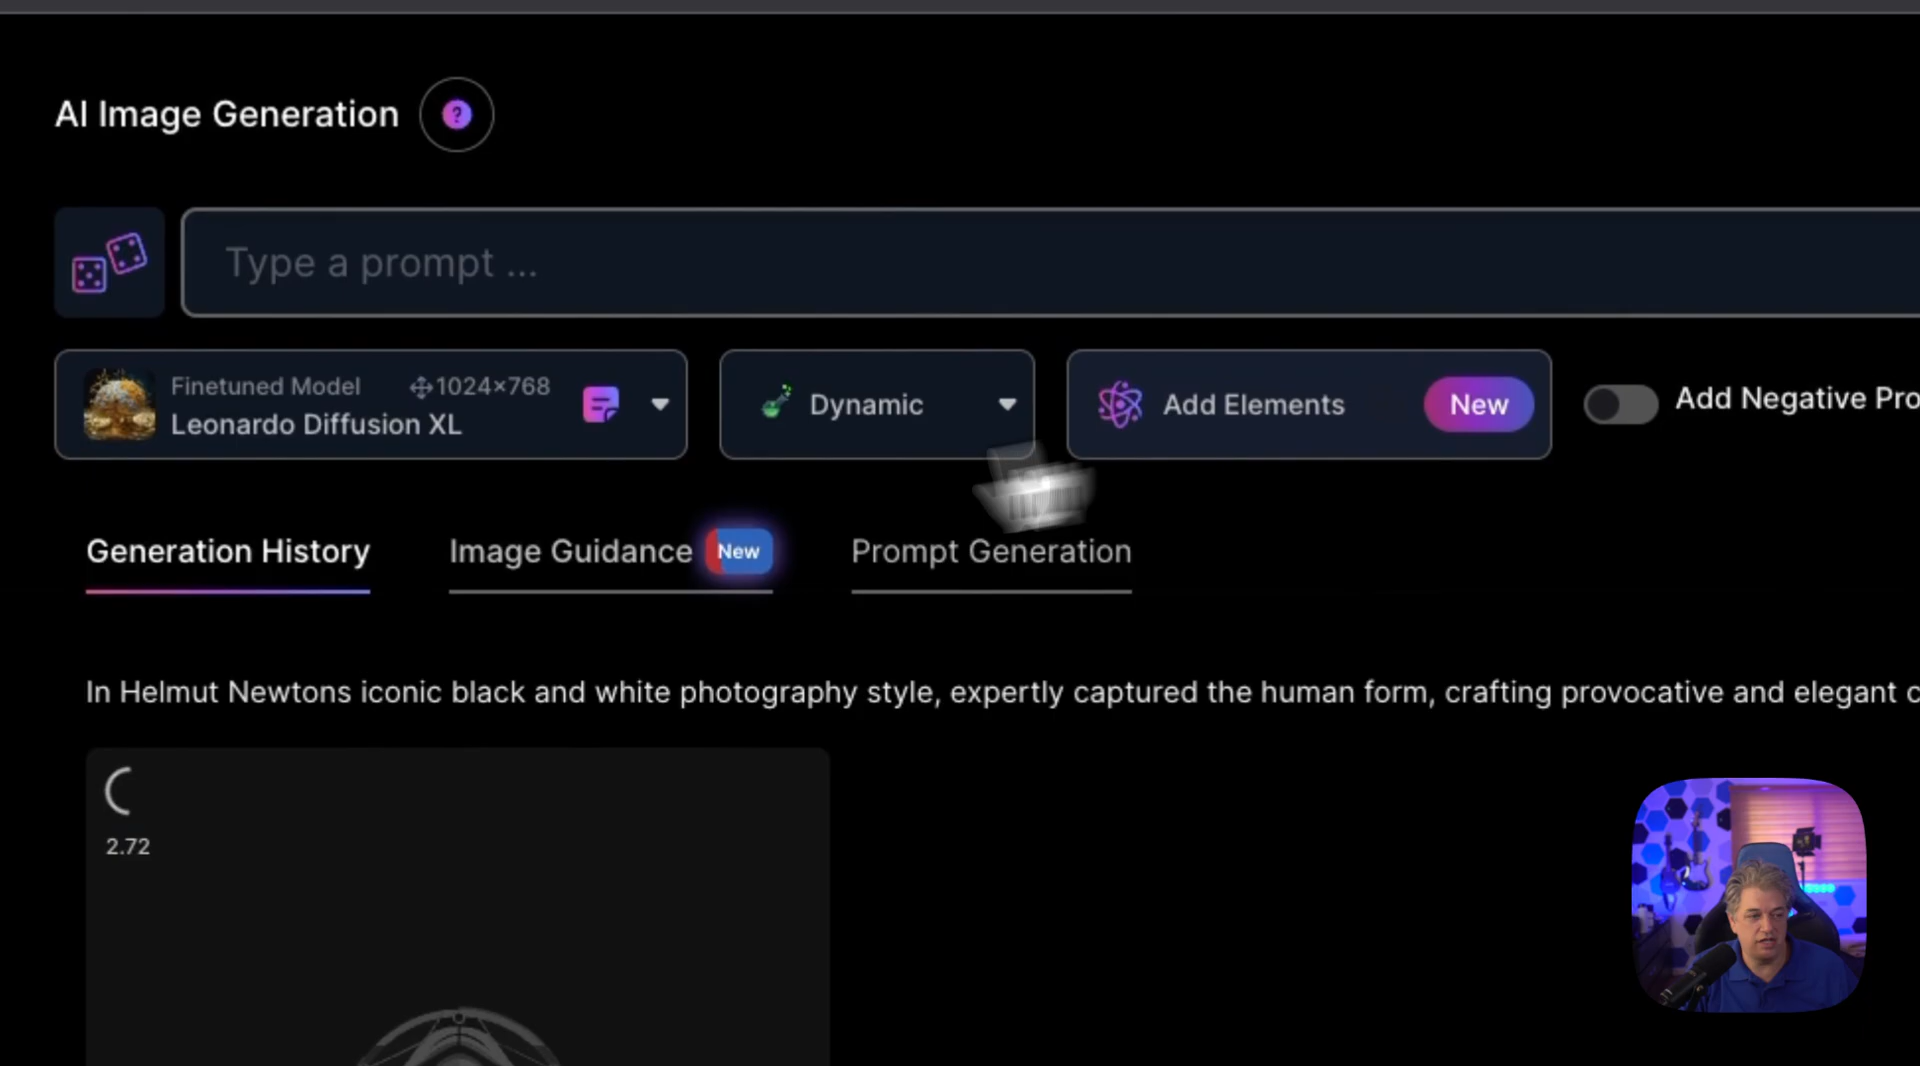 AI Image Generation ?
Type a prompt ...
Finetuned Model 1024×768
Leonardo Diffusion XL
Dynamic
Add Elements New
Add Negative Pro
Generation History
Image Guidance New
Prompt Generation
In Helmut Newtons iconic black and white photography style, expertly captured the human form, crafting provocative and elegant c
2.72